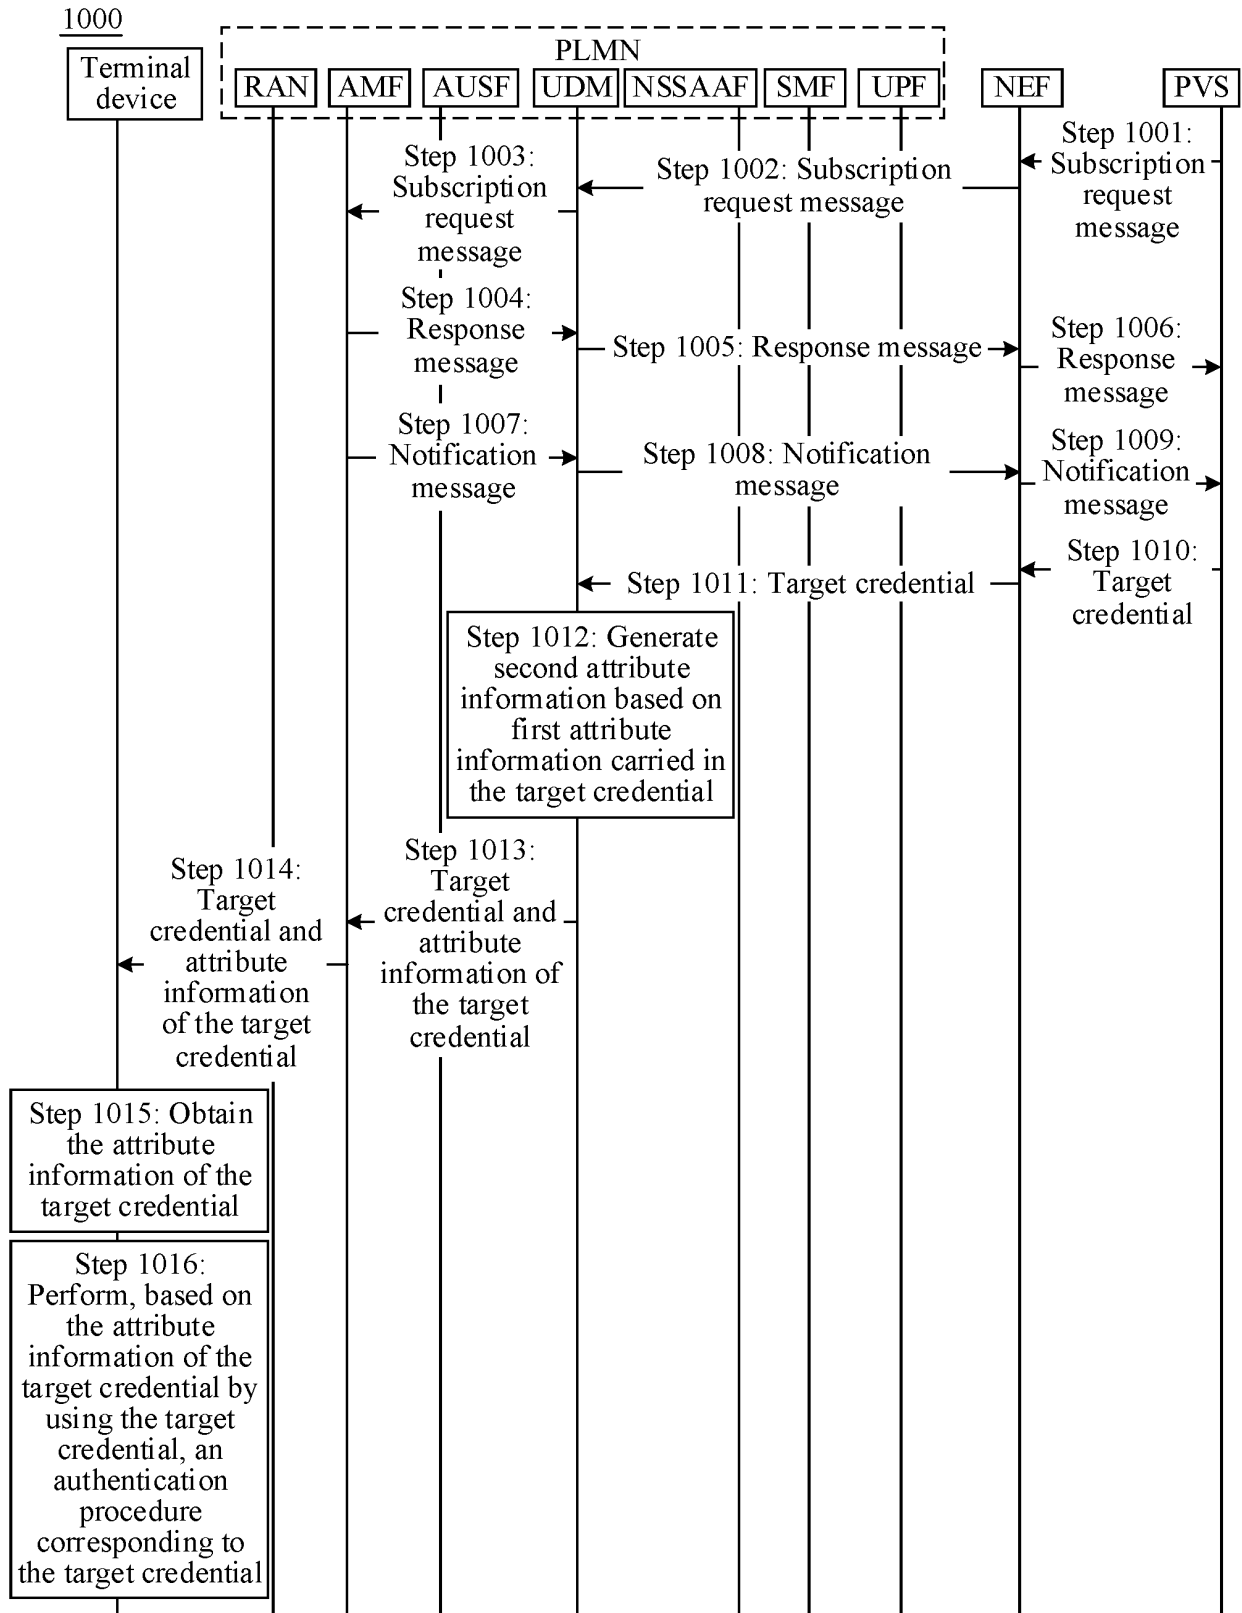 1000
PLMN
Terminal
device
RAN
AMF
AUSF
UDM
NSSAAF
SMF
UPF
NEF
PVS
Step 1001:
Subscription
request
message
Step 1002: Subscription
request message
Step 1003:
Subscription
request
message
Step 1004:
Response
message
Step 1005: Response message
Step 1006:
Response
message
Step 1007:
Notification
message
Step 1008: Notification
message
Step 1009:
Notification
message
Step 1010:
Target
credential
Step 1011: Target credential
Step 1012: Generate
second attribute
information based on
first attribute
information carried in
the target credential
Step 1013:
Target
credential and
attribute
information of
the target
credential
Step 1014:
Target
credential and
attribute
information
of the target
credential
Step 1015: Obtain
the attribute
information of the
target credential
Step 1016:
Perform, based on
the attribute
information of the
target credential by
using the target
credential, an
authentication
procedure
corresponding to
the target credential